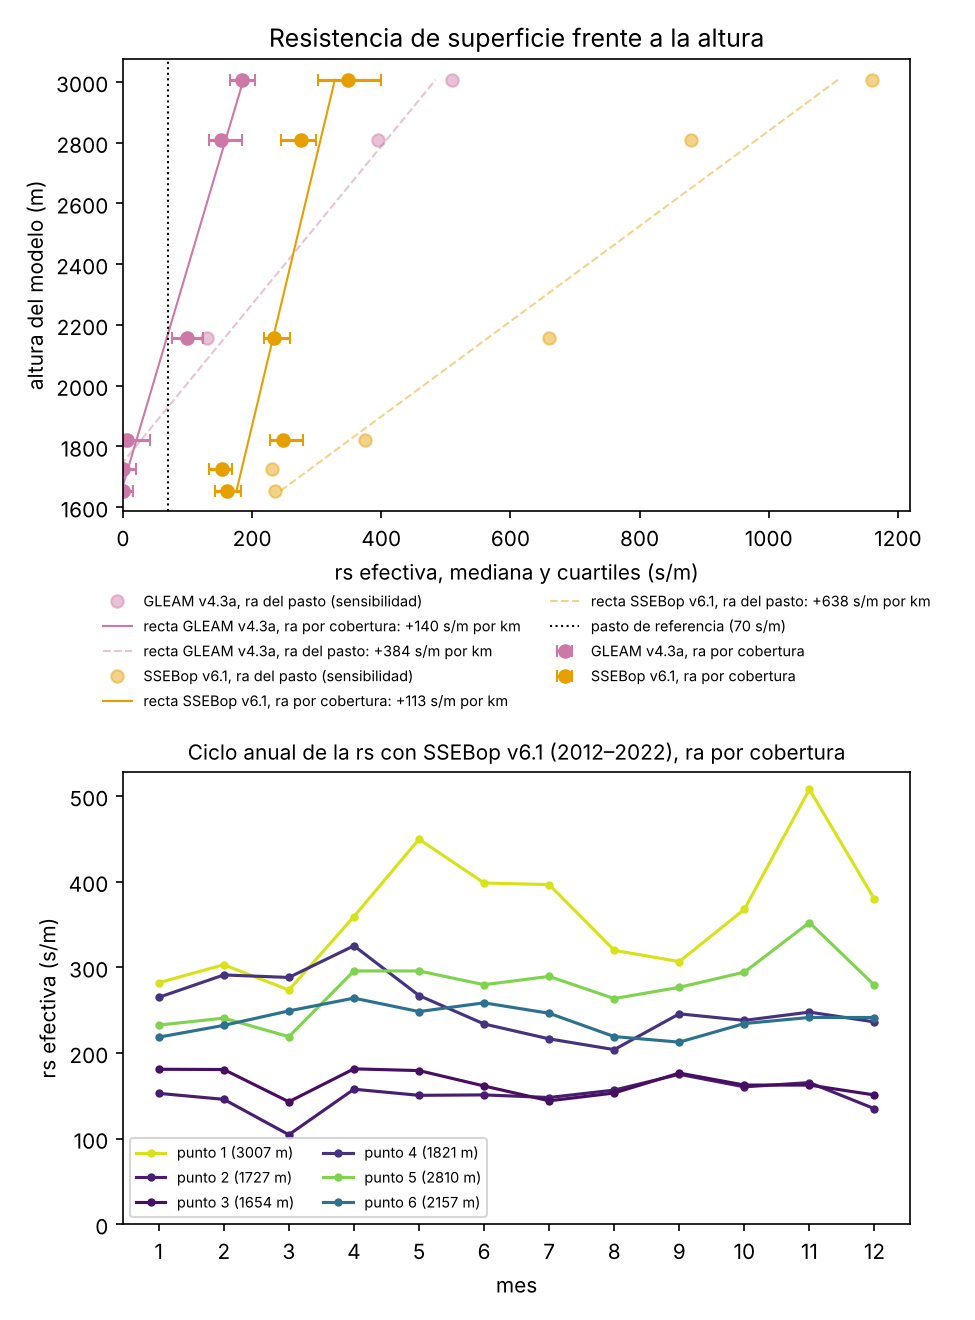 Resistencia de superficie frente a la altura
altura del modelo (m)
3000
2800
2600
2400
2200
2000
1800
1600
0 200 400 600 800 1000 1200
rs efectiva, mediana y cuartiles (s/m)
GLEAM v4.3a, ra del pasto (sensibilidad)
recta GLEAM v4.3a, ra por cobertura: +140 s/m por km
recta GLEAM v4.3a, ra del pasto: +384 s/m por km
SSEBop v6.1, ra del pasto (sensibilidad)
recta SSEBop v6.1, ra por cobertura: +113 s/m por km
recta SSEBop v6.1, ra del pasto: +638 s/m por km
pasto de referencia (70 s/m)
GLEAM v4.3a, ra por cobertura
SSEBop v6.1, ra por cobertura
Ciclo anual de la rs con SSEBop v6.1 (2012–2022), ra por cobertura
rs efectiva (s/m)
500
400
300
200
100
0
punto 1 (3007 m)
punto 2 (1727 m)
punto 3 (1654 m)
punto 4 (1821 m)
punto 5 (2810 m)
punto 6 (2157 m)
1 2 3 4 5 6 7 8 9 10 11 12
mes